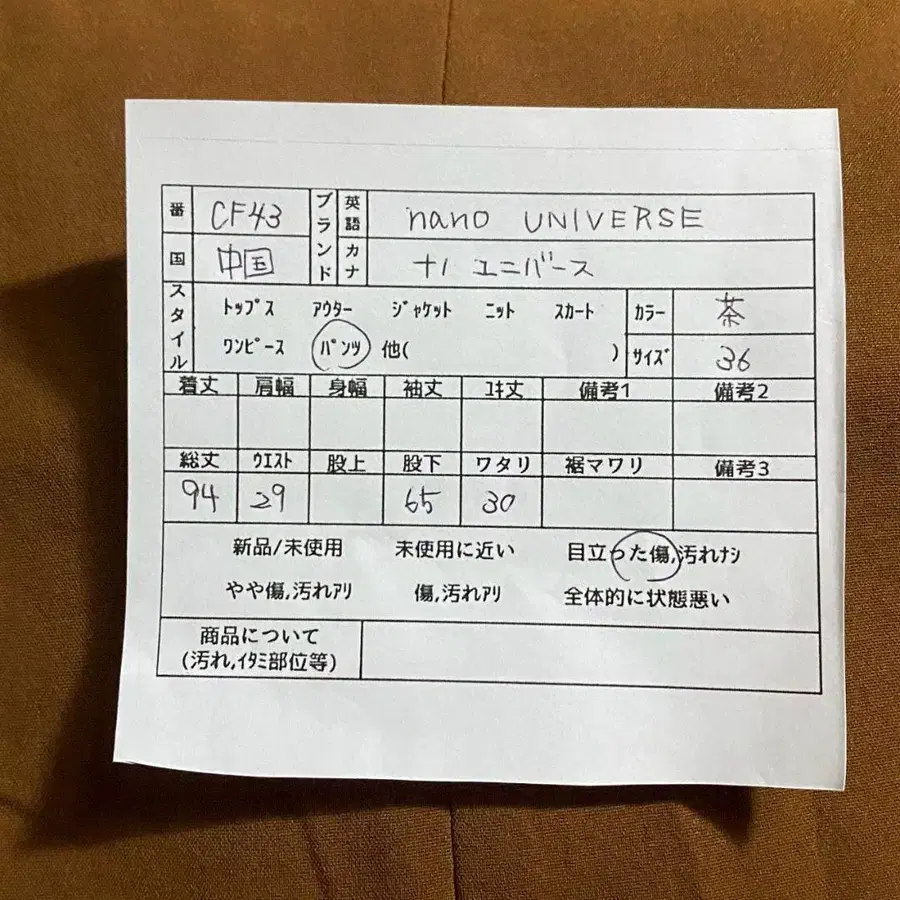 番 CF43 ブランド 英語 nano UNIVERSE
国 中国 カナ ナノ ユニバース
スタイル トップス アウター ジャケット ニット スカート カラー 茶
ワンピース パンツ 他( ) サイズ 36
着丈 肩幅 身幅 袖丈 ユキ丈 備考1 備考2
総丈 ウエスト 股上 股下 ワタリ 裾マワリ 備考3
94 29 65 30
新品/未使用 未使用に近い 目立った傷,汚れナシ
やや傷,汚れアリ 傷,汚れアリ 全体的に状態悪い
商品について
(汚れ,イタミ部位等)